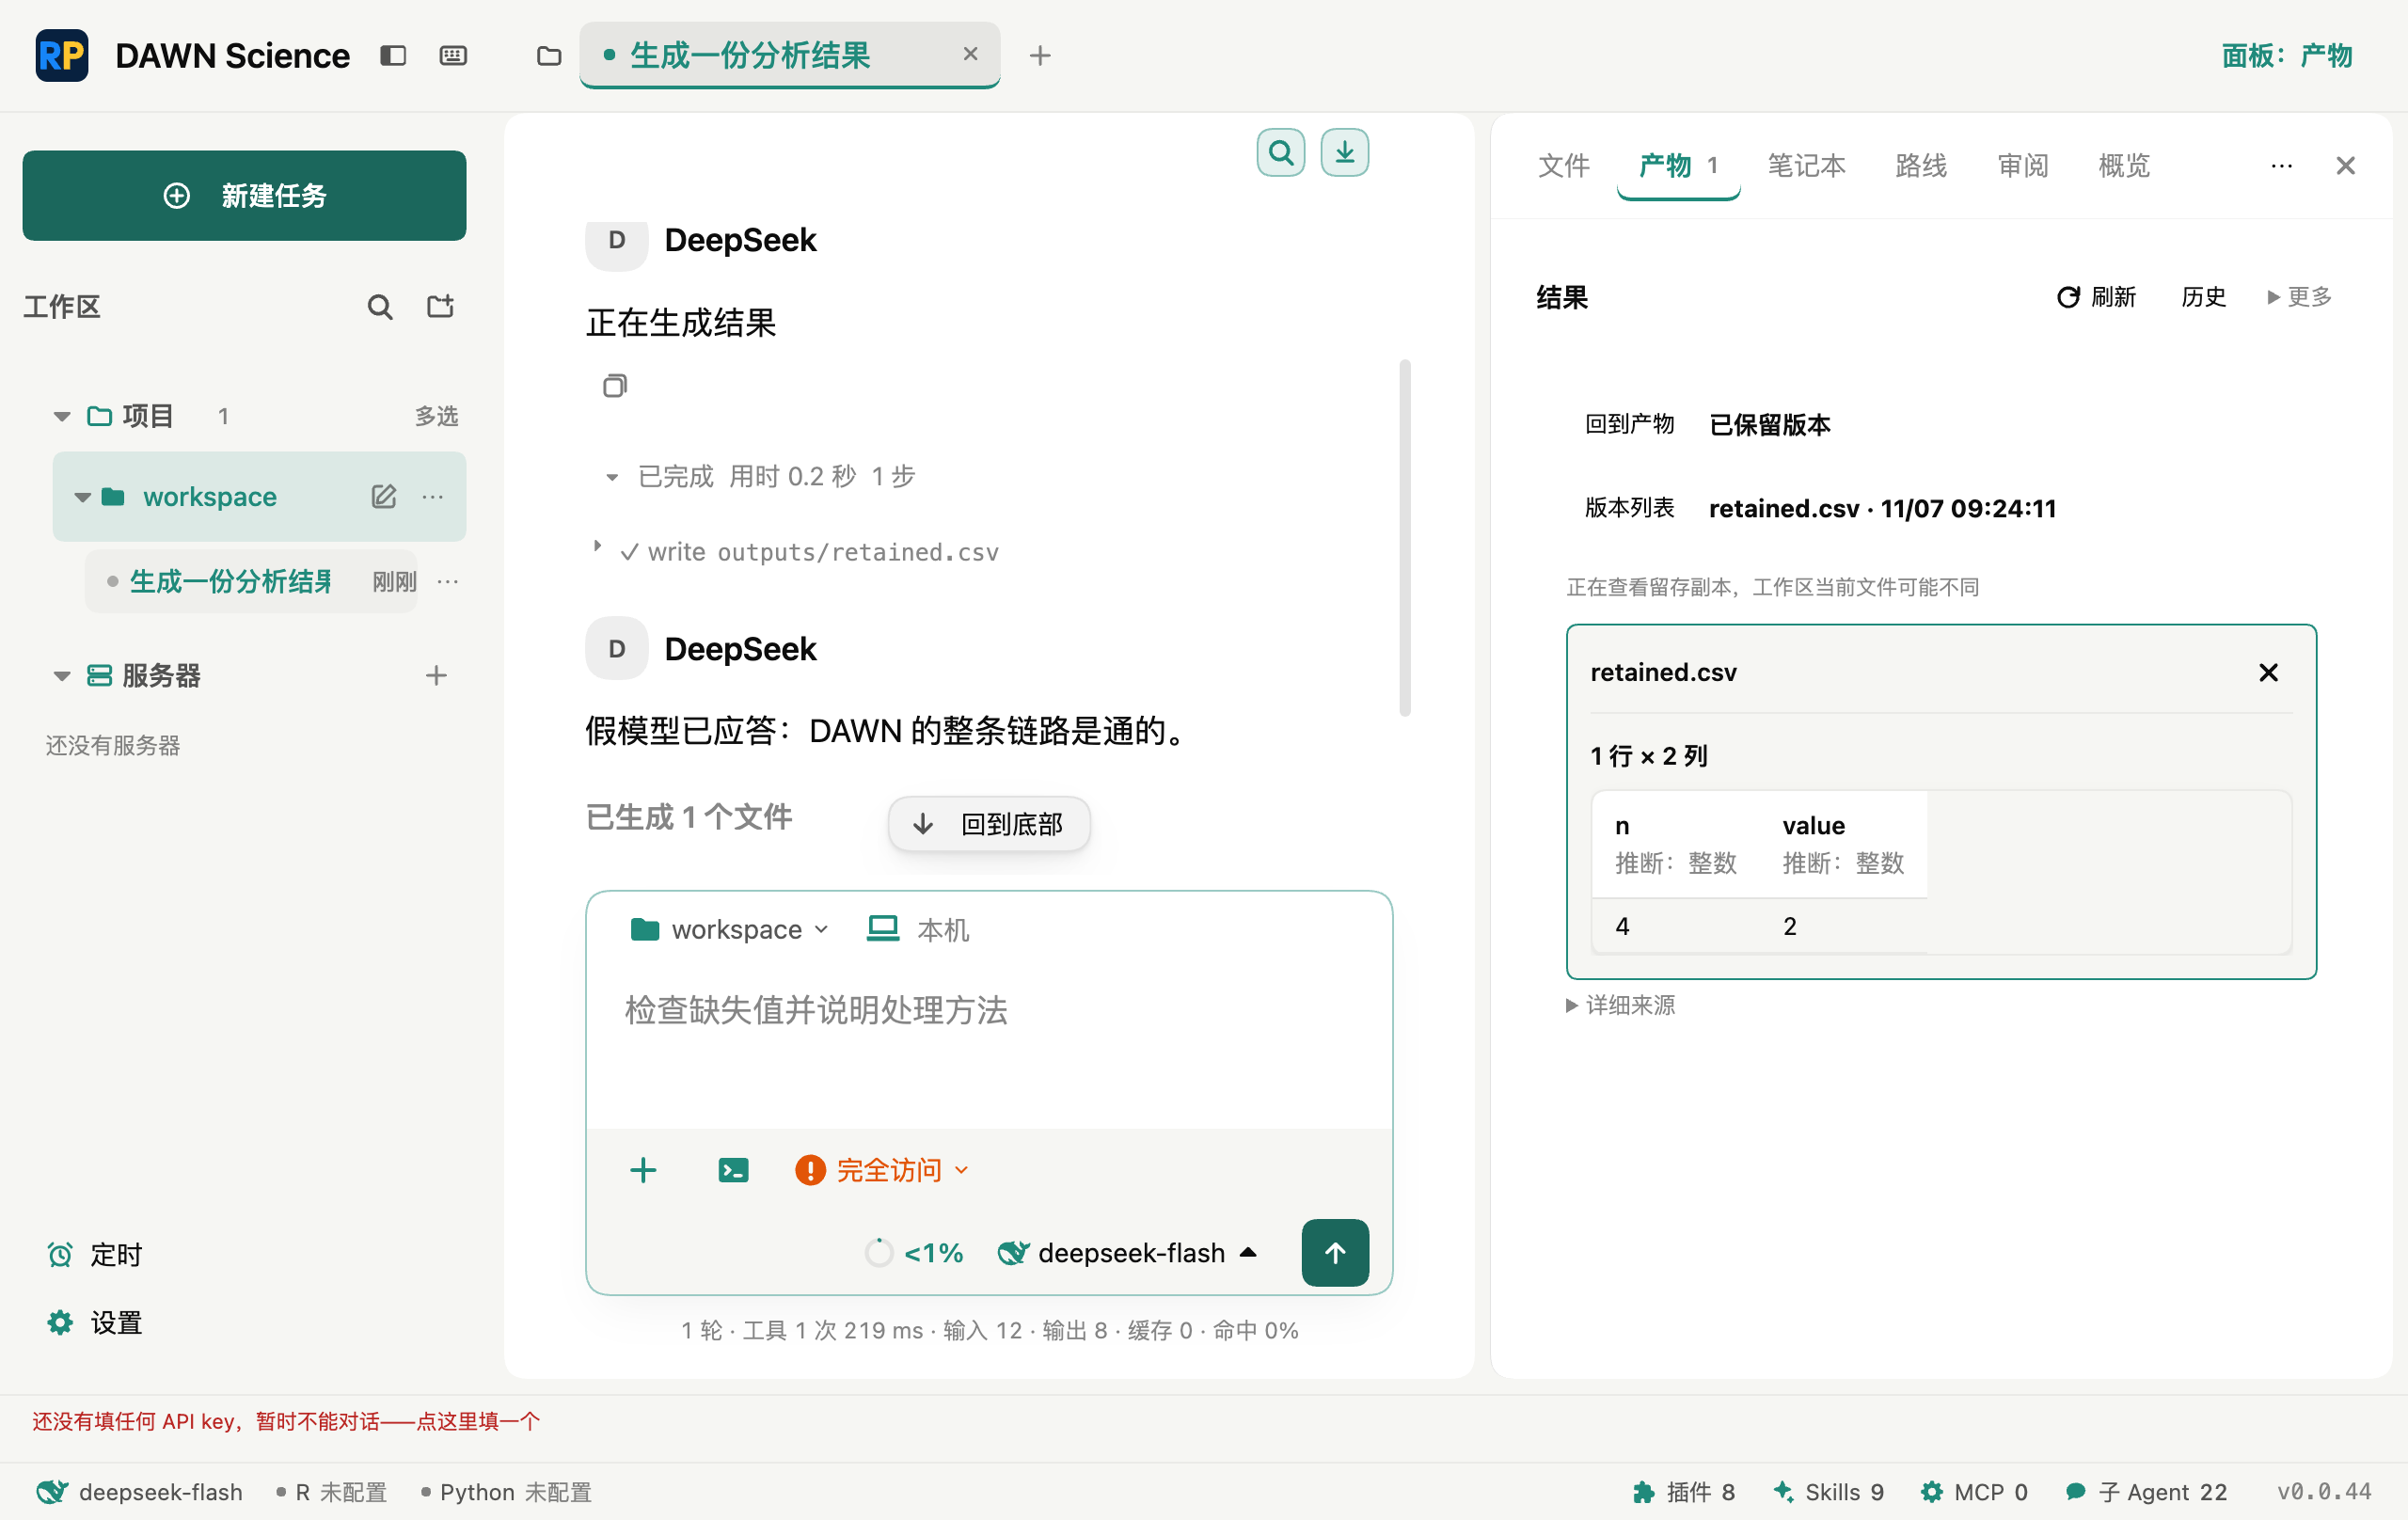 RP DAWN Science
生成一份分析结果
面板：产物
新建任务
工作区
项目 1 多选
workspace
生成一份分析结果 刚刚
服务器
还没有服务器
定时
设置
D DeepSeek
正在生成结果
已完成 用时 0.2 秒 1 步
write outputs/retained.csv
D DeepSeek
假模型已应答：DAWN 的整条链路是通的。
已生成 1 个文件
回到底部
workspace 本机
检查缺失值并说明处理方法
完全访问
<1% deepseek-flash
1 轮 · 工具 1 次 219 ms · 输入 12 · 输出 8 · 缓存 0 · 命中 0%
文件 产物 1 笔记本 路线 审阅 概览
结果 刷新 历史 更多
回到产物 已保留版本
版本列表 retained.csv · 11/07 09:24:11
正在查看留存副本，工作区当前文件可能不同
retained.csv
1 行 × 2 列
n value
推断：整数 推断：整数
4 2
详细来源
还没有填任何 API key，暂时不能对话——点这里填一个
deepseek-flash R 未配置 Python 未配置 插件 8 Skills 9 MCP 0 子 Agent 22 v0.0.44